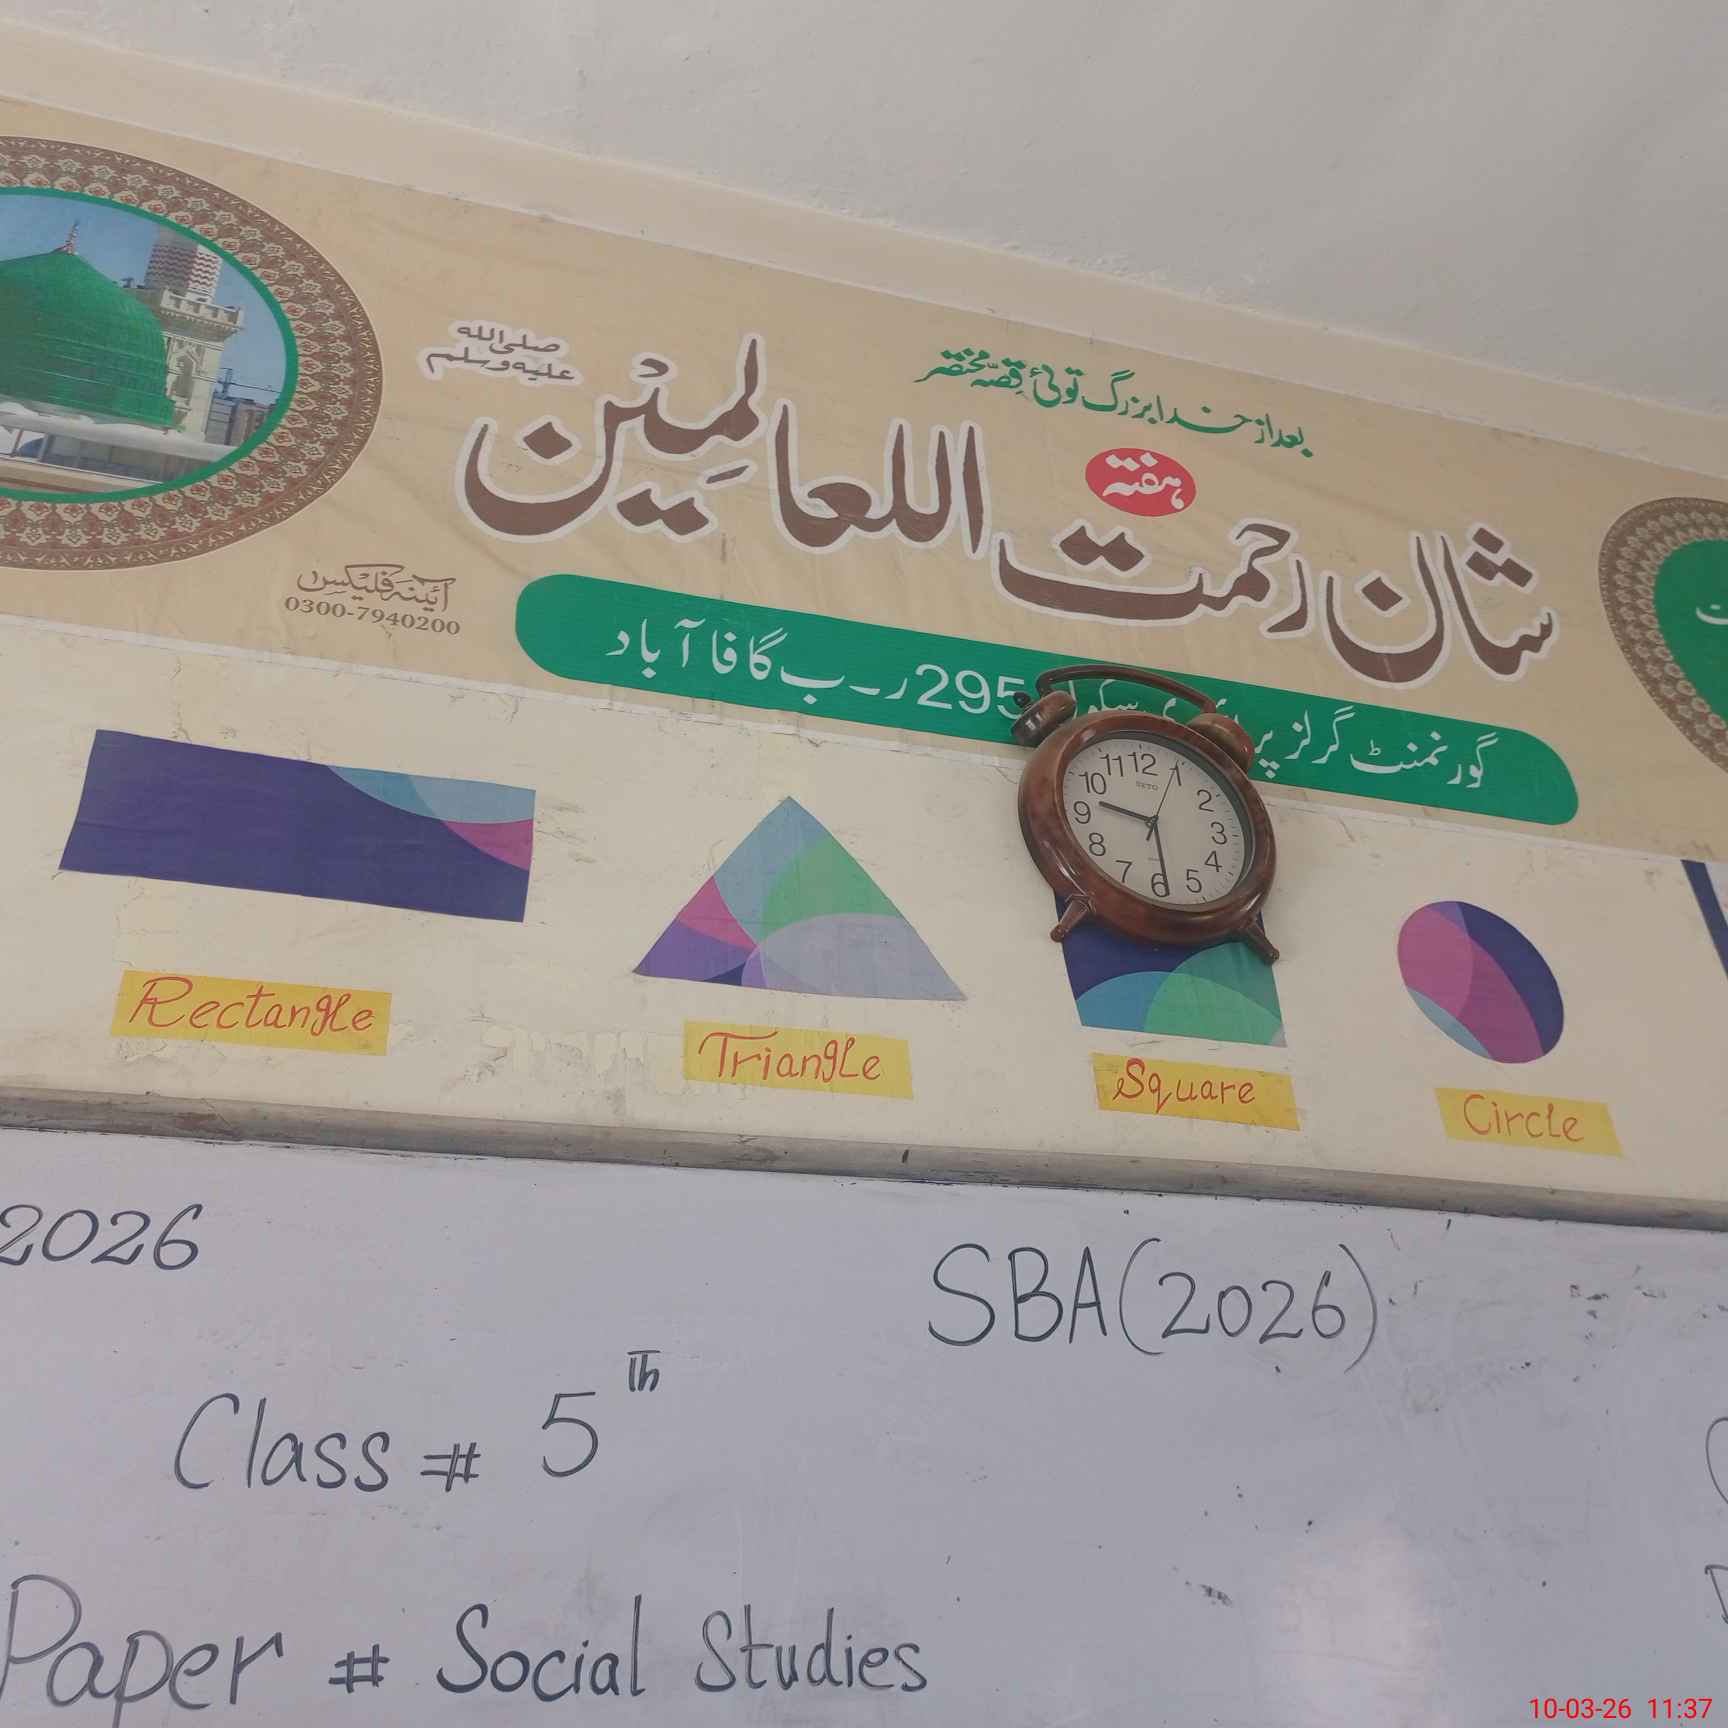 صلی اللہ علیہ وسلم
بعد از خدا بزرگ توئی قصّہ مختصر
ہفتہ
شان رحمت اللعالمین
آئینہ فلیکس
0300-7940200
گورنمنٹ گرلز سکول 295 ر۔ب گافا آباد
11 12 1
10 2
9 3
8 4
7 6 5
Rectangle
Triangle
Square
Circle
2026
SBA(2026)
Class # 5th
Paper # Social Studies
10-03-26 11:37